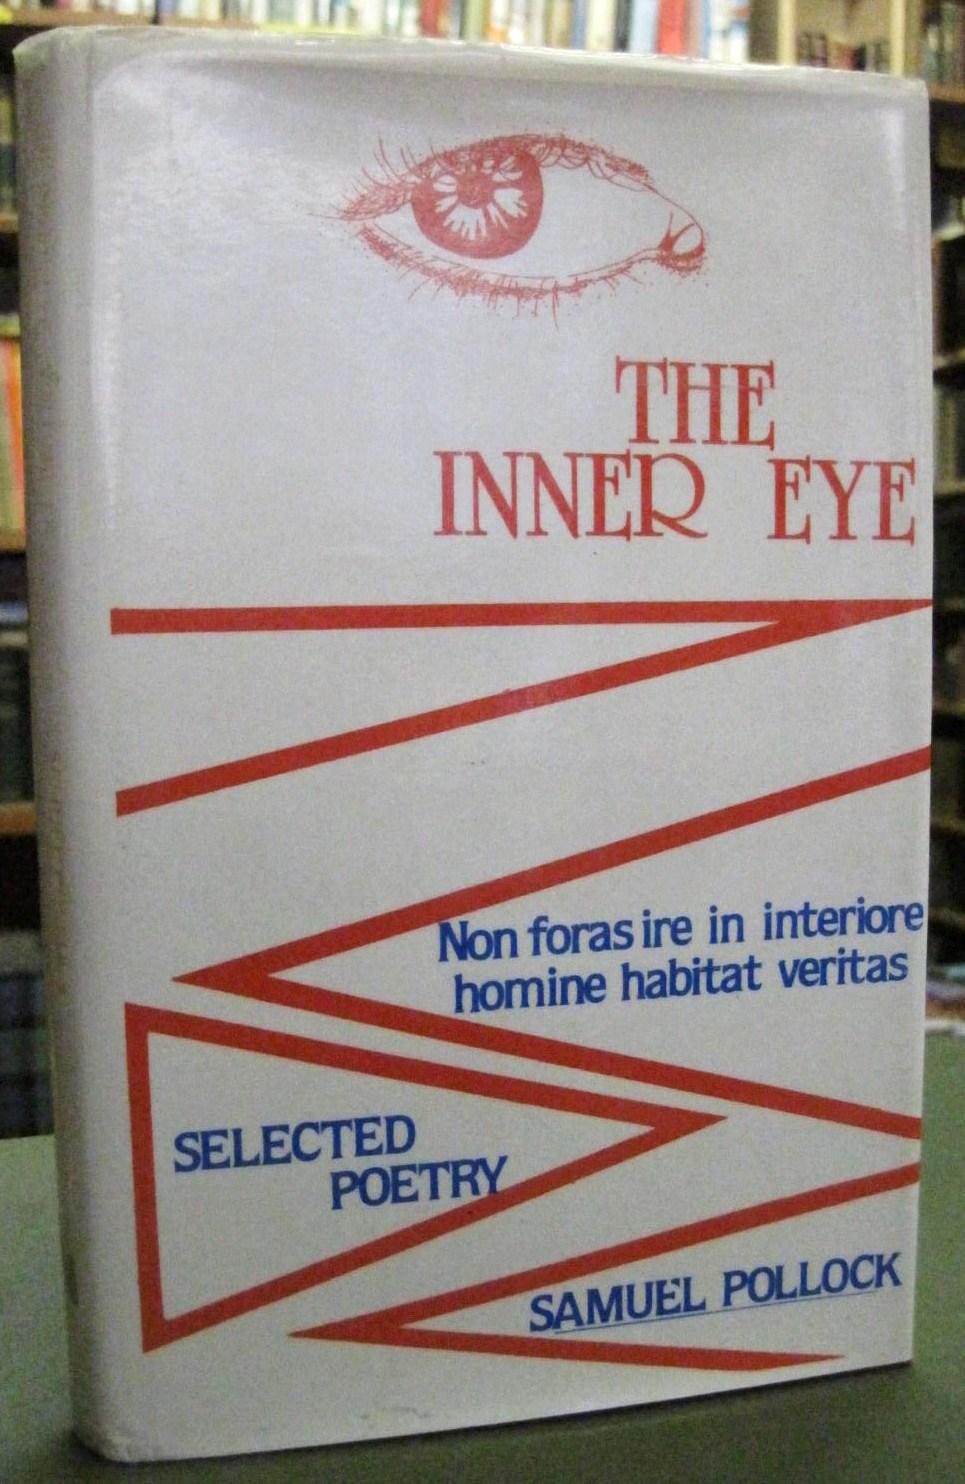 THE
INNER EYE
Non foras ire in interiore
homine habitat veritas
SELECTED
POETRY
SAMUEL POLLOCK